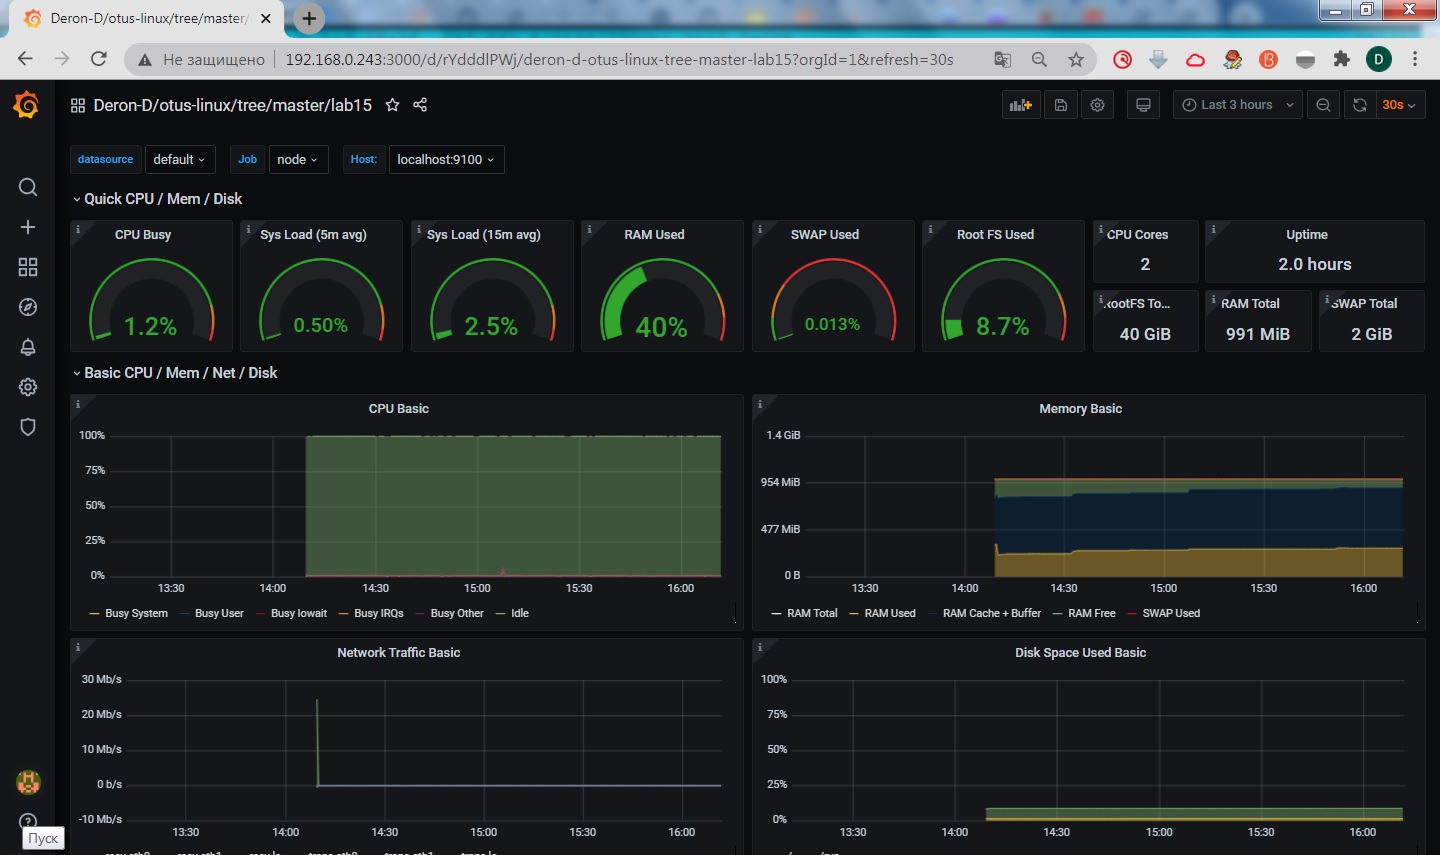 Deron-D/otus-linux/tree/master/
Не защищено
192.168.0.243:3000/d/rYdddlPWj/deron-d-otus-linux-tree-master-lab15?orgId=1&refresh=30s
B
D
Deron-D/otus-linux/tree/master/lab15
Last 3 hours
30s
datasource default Job node Host: localhost:9100
Quick CPU / Mem / Disk
CPU Busy
1.2%
Sys Load (5m avg)
0.50%
Sys Load (15m avg)
2.5%
RAM Used
40%
SWAP Used
0.013%
Root FS Used
8.7%
CPU Cores
2
Uptime
2.0 hours
RootFS To...
40 GiB
RAM Total
991 MiB
SWAP Total
2 GiB
Basic CPU / Mem / Net / Disk
CPU Basic
100%
75%
50%
25%
0%
13:30 14:00 14:30 15:00 15:30 16:00
Busy System Busy User Busy Iowait Busy IRQs Busy Other Idle
Memory Basic
1.4 GiB
954 MiB
477 MiB
0 B
13:30 14:00 14:30 15:00 15:30 16:00
RAM Total RAM Used RAM Cache + Buffer RAM Free SWAP Used
Network Traffic Basic
30 Mb/s
20 Mb/s
10 Mb/s
0 b/s
-10 Mb/s
13:30 14:00 14:30 15:00 15:30 16:00
Disk Space Used Basic
100%
75%
50%
25%
0%
13:30 14:00 14:30 15:00 15:30 16:00
Пуск